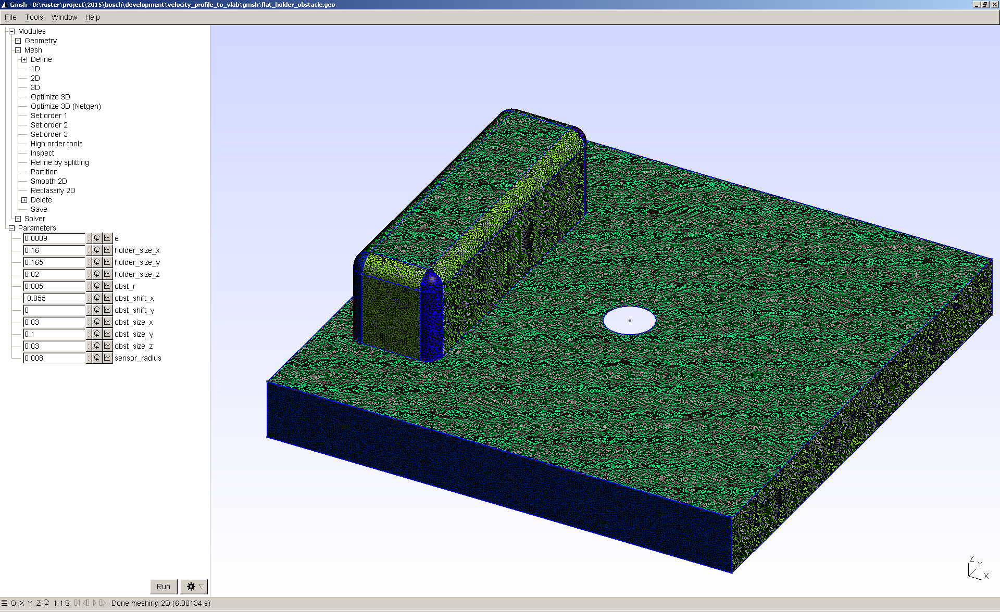 Gmsh - D:\ruster\project\2015\bosch\development\velocity_profile_to_vlab\gmsh\flat_holder_obstacle.geo
File Tools Window Help
Modules
Geometry
Mesh
Define
1D
2D
3D
Optimize 3D
Optimize 3D (Netgen)
Set order 1
Set order 2
Set order 3
High order tools
Inspect
Refine by splitting
Partition
Smooth 2D
Reclassify 2D
Delete
Save
Solver
Parameters
0.0009 : e
0.16 : holder_size_x
0.165 : holder_size_y
0.02 : holder_size_z
0.005 : obst_r
-0.055 : obst_shift_x
0 : obst_shift_y
0.03 : obst_size_x
0.1 : obst_size_y
0.03 : obst_size_z
0.008 : sensor_radius
Z
Y
X
Run
O X Y Z 1:1 S Done meshing 2D (6.00134 s)